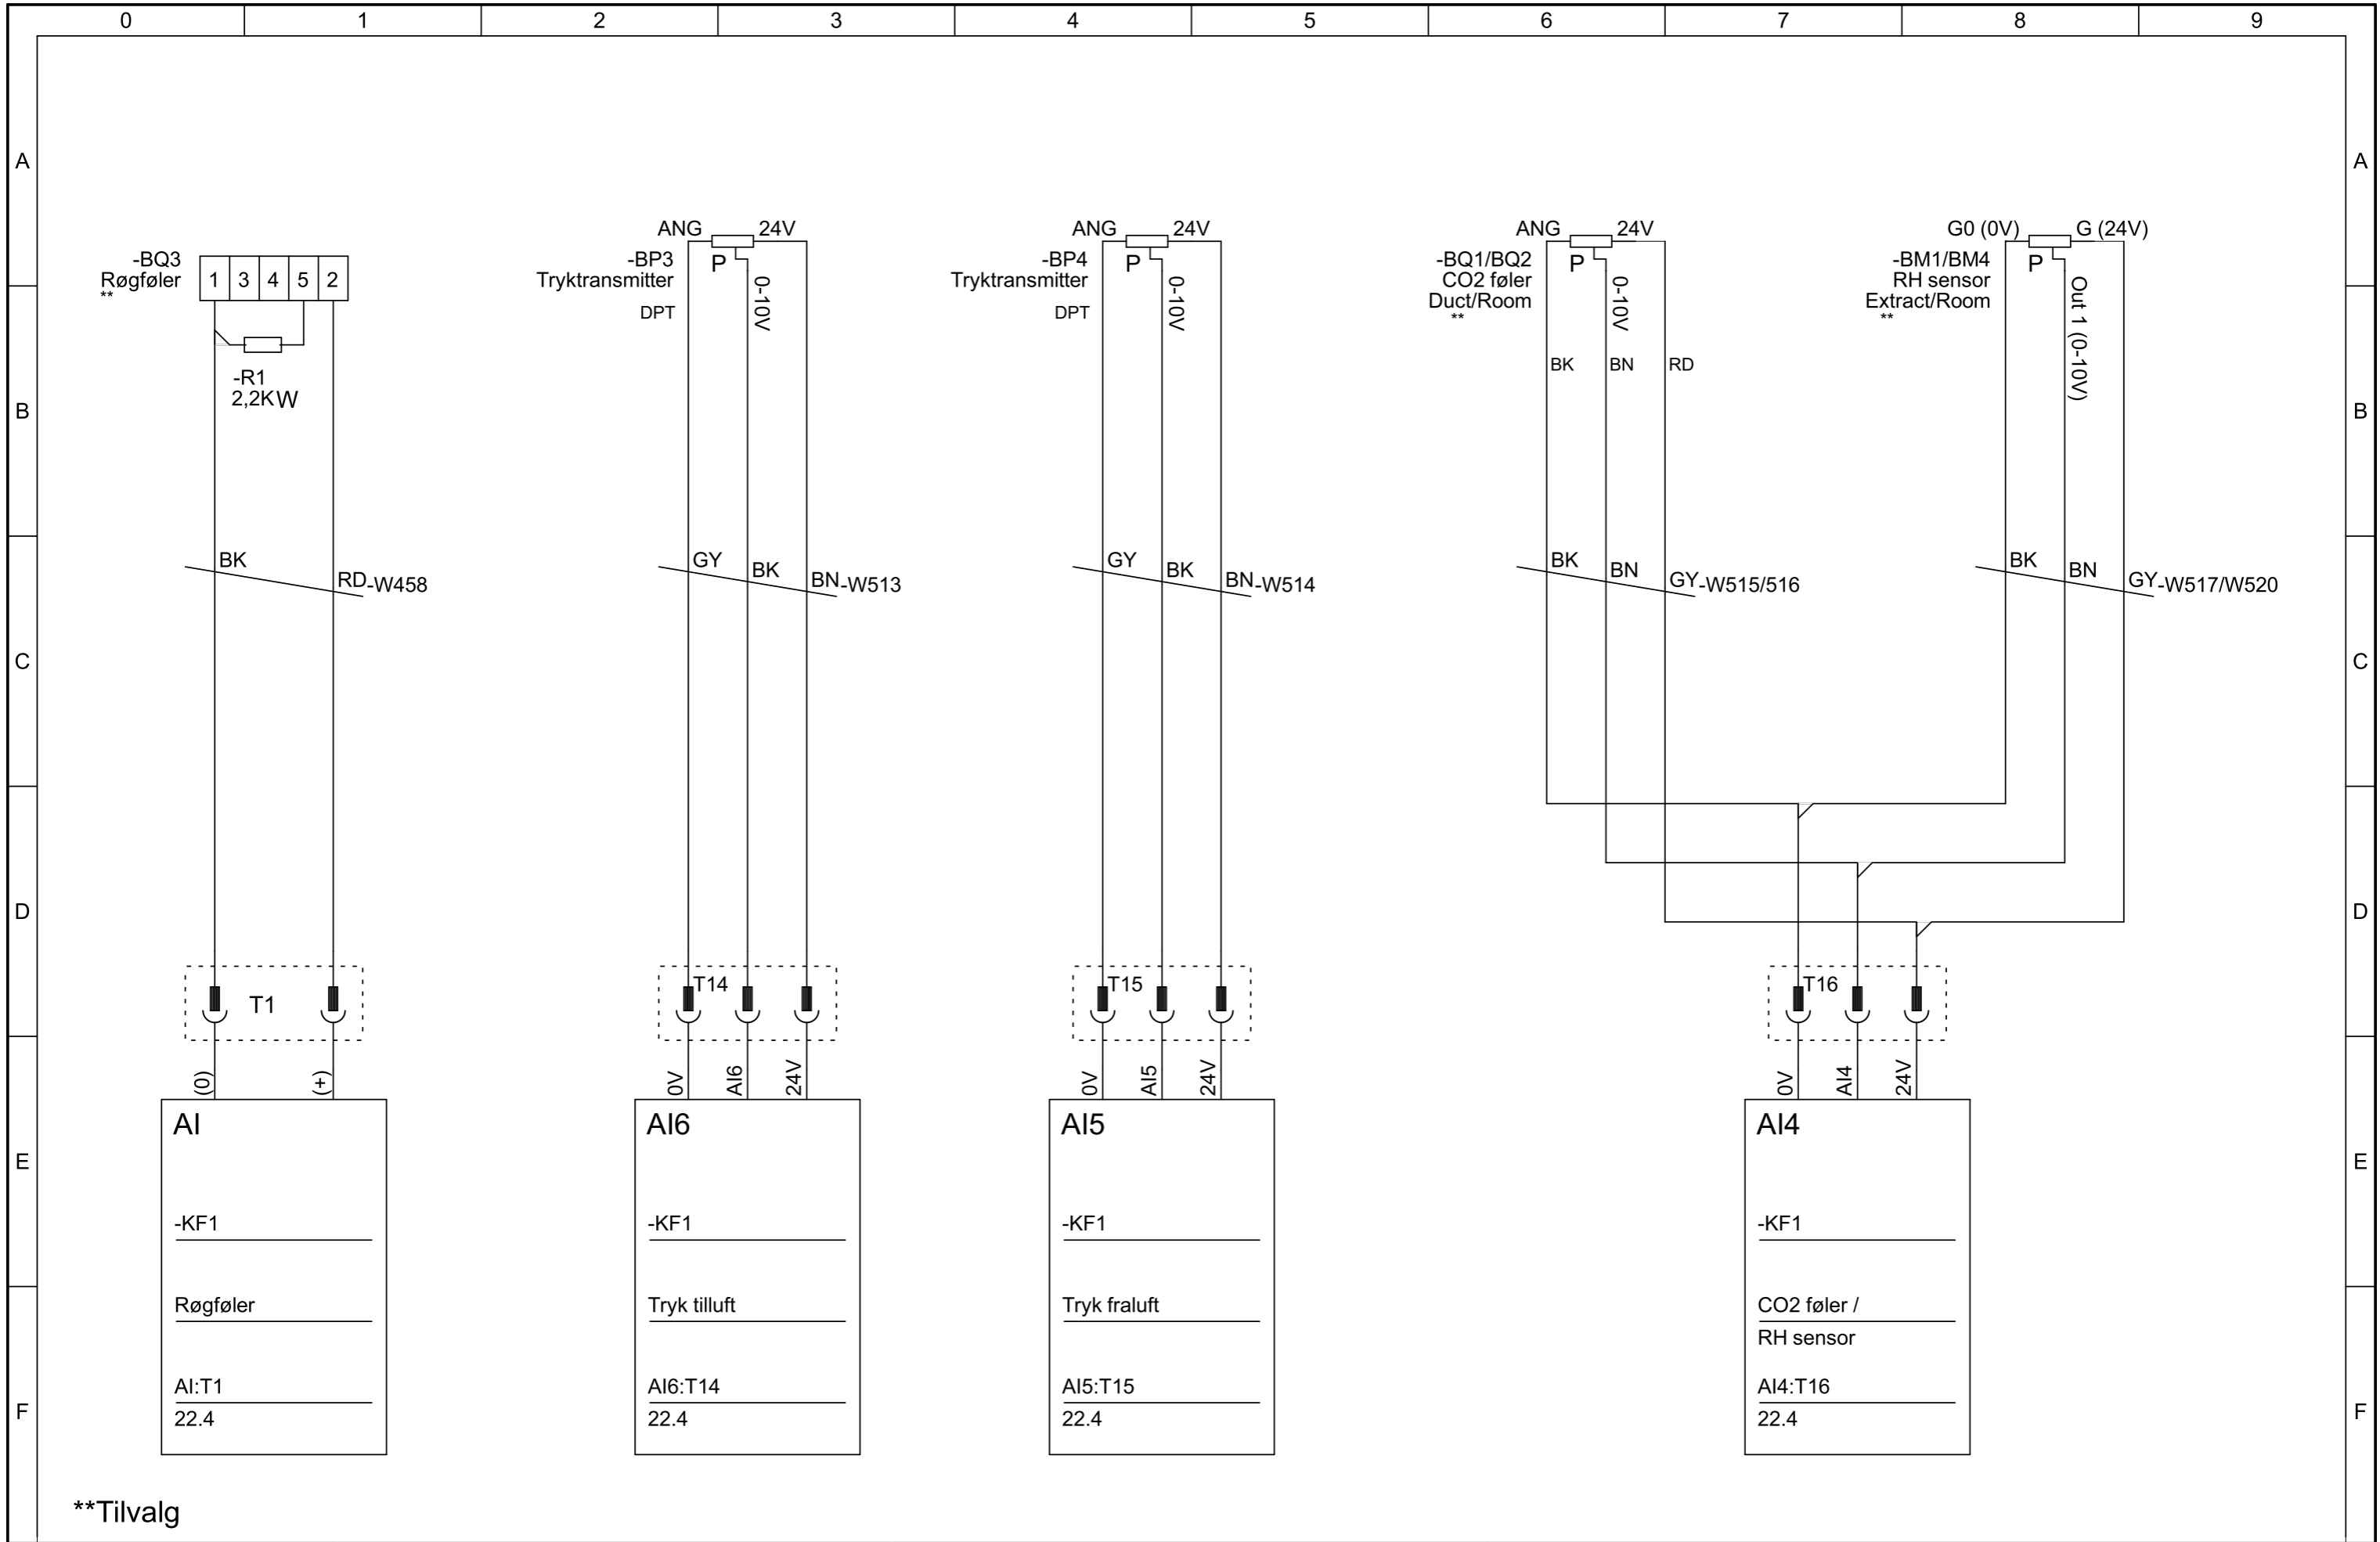 0 1 2 3 4 5 6 7 8 9
A A
B B
C C
D D
E E
F F
-BQ3
Røgføler
**
1 3 4 5 2
-R1
2,2KW
BK
RD
-W458
T1
(0)
(+)
AI
-KF1
Røgføler
AI:T1
22.4
ANG
24V
-BP3
Tryktransmitter
DPT
P
0-10V
GY
BK
BN
-W513
T14
0V
AI6
24V
AI6
-KF1
Tryk tilluft
AI6:T14
22.4
ANG
24V
-BP4
Tryktransmitter
DPT
P
0-10V
GY
BK
BN
-W514
T15
0V
AI5
24V
AI5
-KF1
Tryk fraluft
AI5:T15
22.4
ANG
24V
-BQ1/BQ2
CO2 føler
Duct/Room
**
P
0-10V
BK
BN
RD
BK
BN
GY
-W515/516
G0 (0V)
G (24V)
-BM1/BM4
RH sensor
Extract/Room
**
P
Out 1 (0-10V)
BK
BN
GY
-W517/W520
T16
0V
AI4
24V
AI4
-KF1
CO2 føler /
RH sensor
AI4:T16
22.4
**Tilvalg